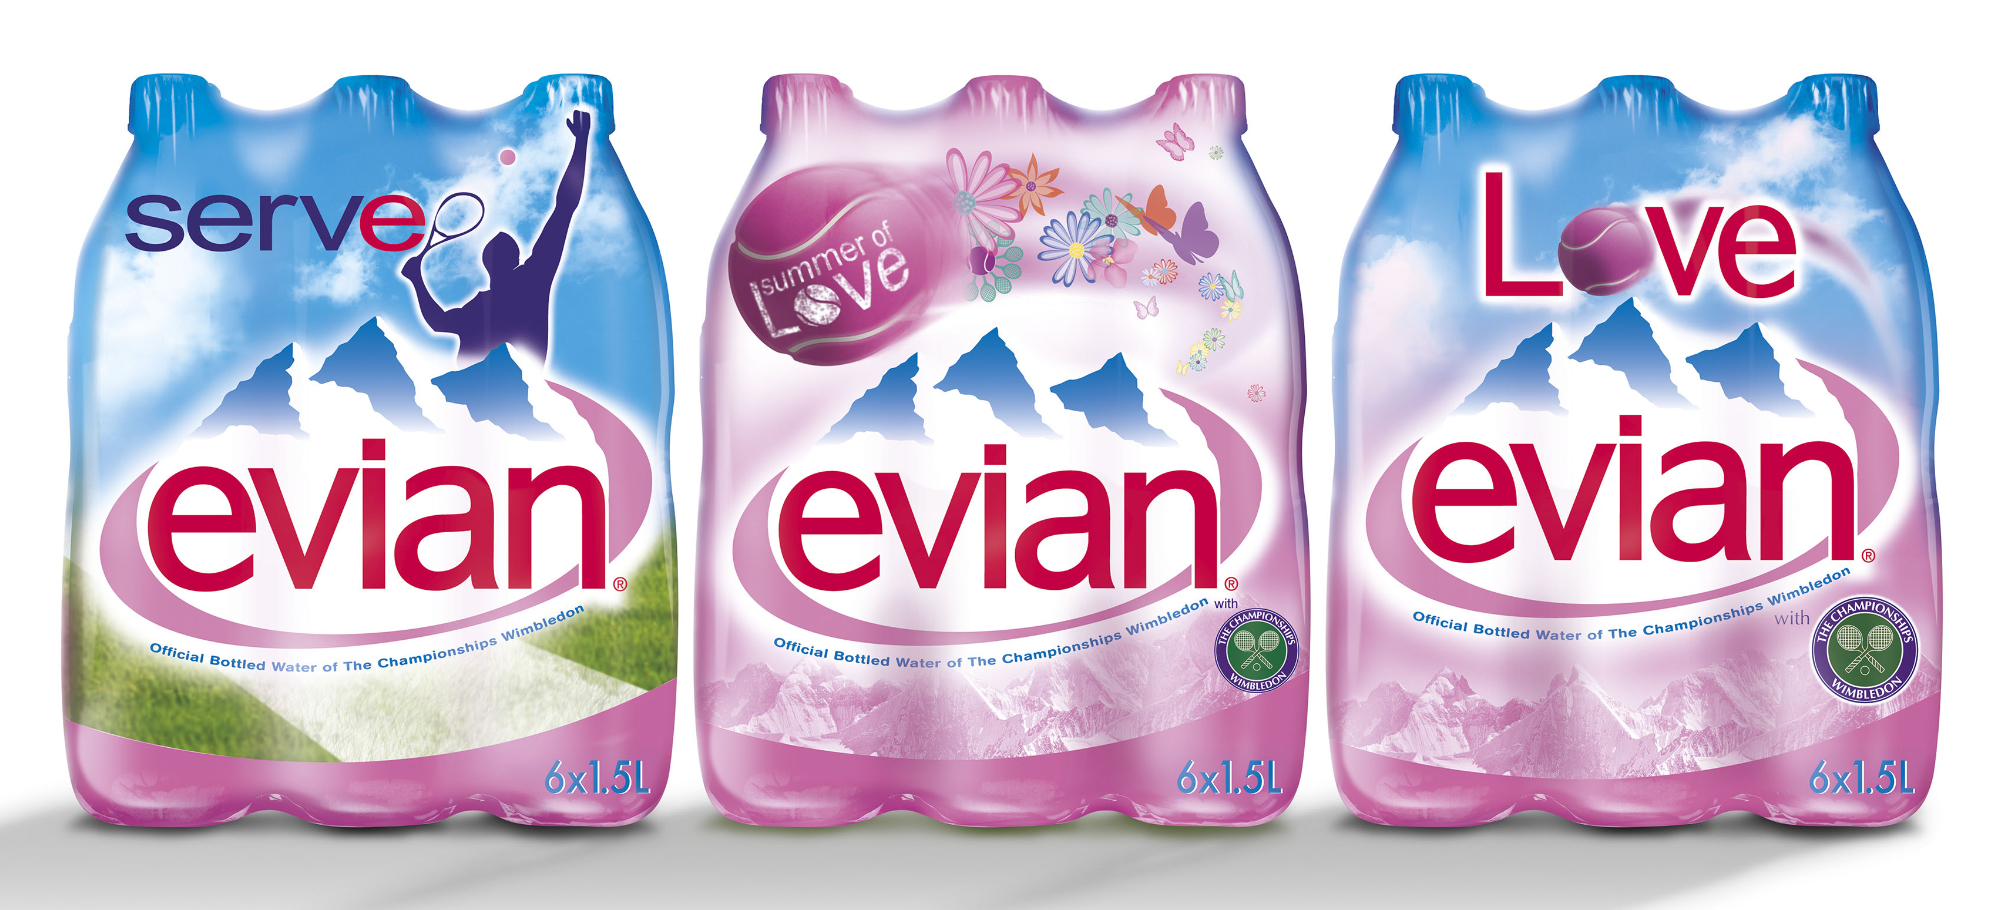 serve
evian®
Official Bottled Water of The Championships Wimbledon
6x1.5L
summer of
Love
evian®
Official Bottled Water of The Championships Wimbledon
with
THE CHAMPIONSHIPS
WIMBLEDON
6x1.5L
Love
evian®
Official Bottled Water of The Championships Wimbledon
with
THE CHAMPIONSHIPS
WIMBLEDON
6x1.5L